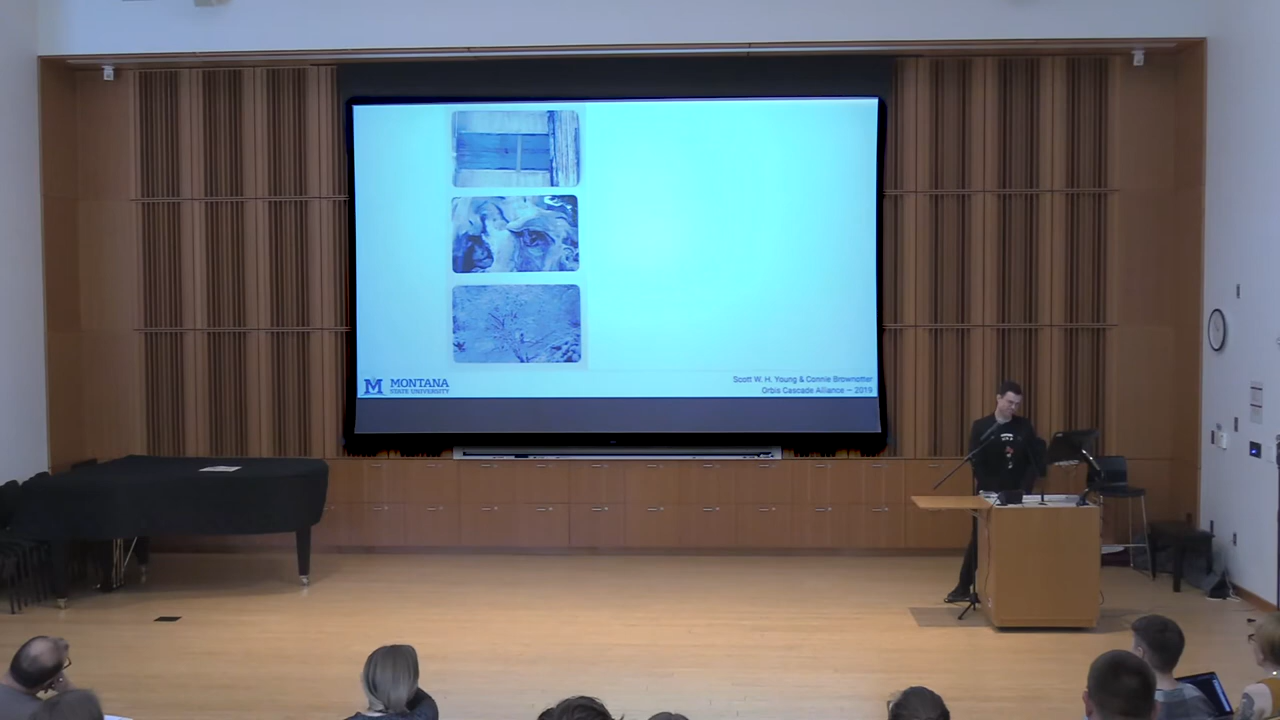 MONTANA
STATE UNIVERSITY
Scott W. H. Young & Connie Brownotter
Orbis Cascade Alliance – 2019